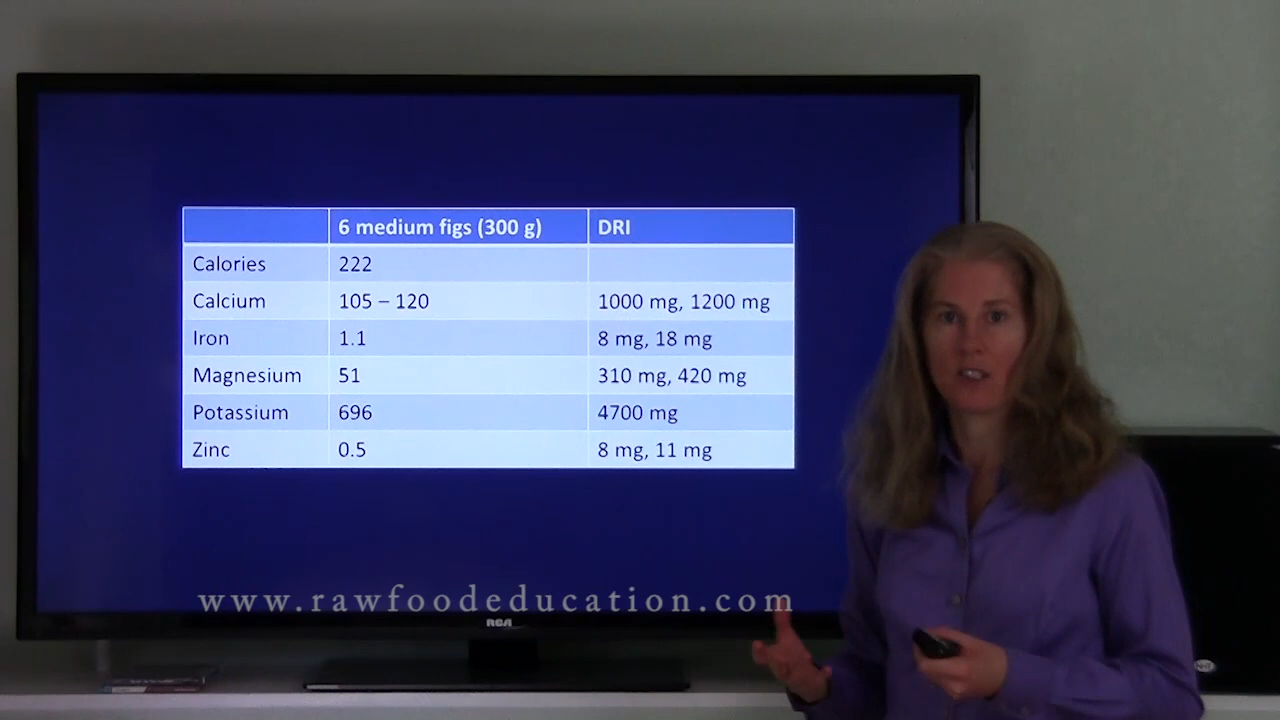 6 medium figs (300 g) DRI
Calories 222
Calcium 105 – 120 1000 mg, 1200 mg
Iron 1.1 8 mg, 18 mg
Magnesium 51 310 mg, 420 mg
Potassium 696 4700 mg
Zinc 0.5 8 mg, 11 mg
www.rawfoodeducation.com
RCA
NHT